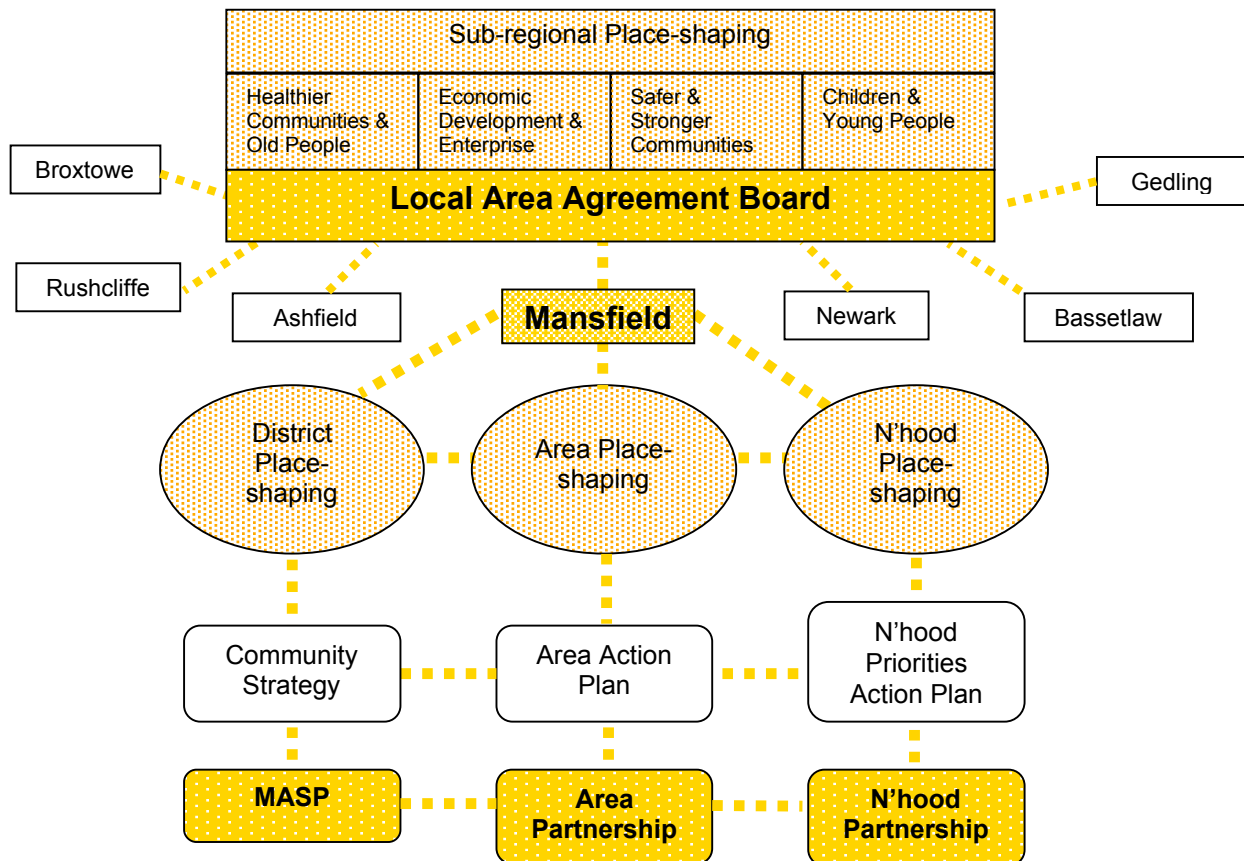 Sub-regional Place-shaping
Healthier
Communities &
Old People
Economic
Development &
Enterprise
Safer &
Stronger
Communities
Children &
Young People
Local Area Agreement Board
Broxtowe
Gedling
Rushcliffe
Ashfield
Mansfield
Newark
Bassetlaw
District
Place-
shaping
Area Place-
shaping
N'hood
Place-
shaping
Community
Strategy
Area Action
Plan
N'hood
Priorities
Action Plan
MASP
Area
Partnership
N'hood
Partnership